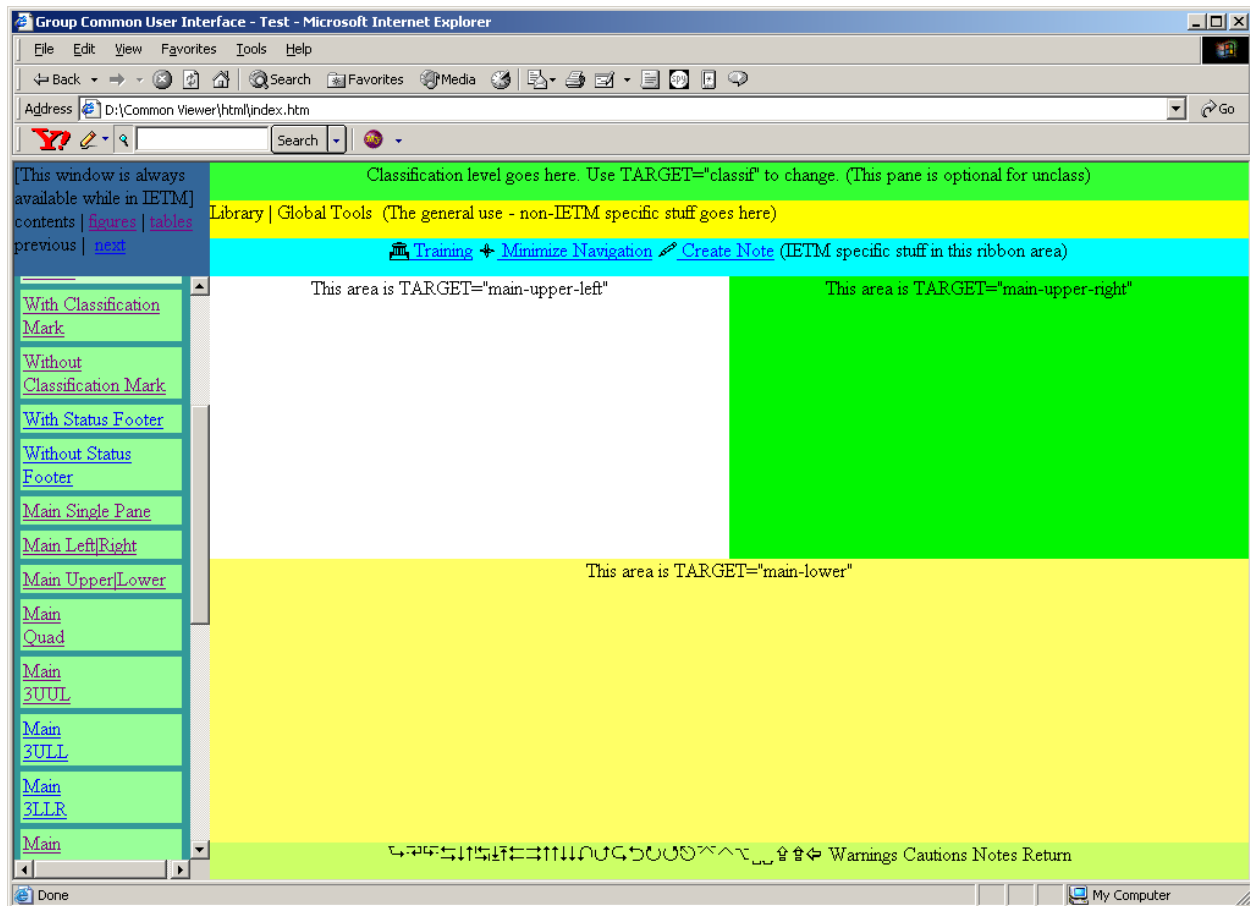 Group Common User Interface - Test - Microsoft Internet Explorer
File Edit View Favorites Tools Help
Back Search Favorites Media
Address D:\Common Viewer\html\index.htm Go
Y! Search
[This window is always
available while in IETM]
contents | figures | tables
previous | next
Classification level goes here. Use TARGET="classif" to change. (This pane is optional for unclass)
Library | Global Tools (The general use - non-IETM specific stuff goes here)
Training Minimize Navigation Create Note (IETM specific stuff in this ribbon area)
With Classification
Mark
Without
Classification Mark
With Status Footer
Without Status
Footer
Main Single Pane
Main Left|Right
Main Upper|Lower
Main
Quad
Main
3UUL
Main
3ULL
Main
3LLR
Main
This area is TARGET="main-upper-left"
This area is TARGET="main-upper-right"
This area is TARGET="main-lower"
Warnings Cautions Notes Return
Done My Computer